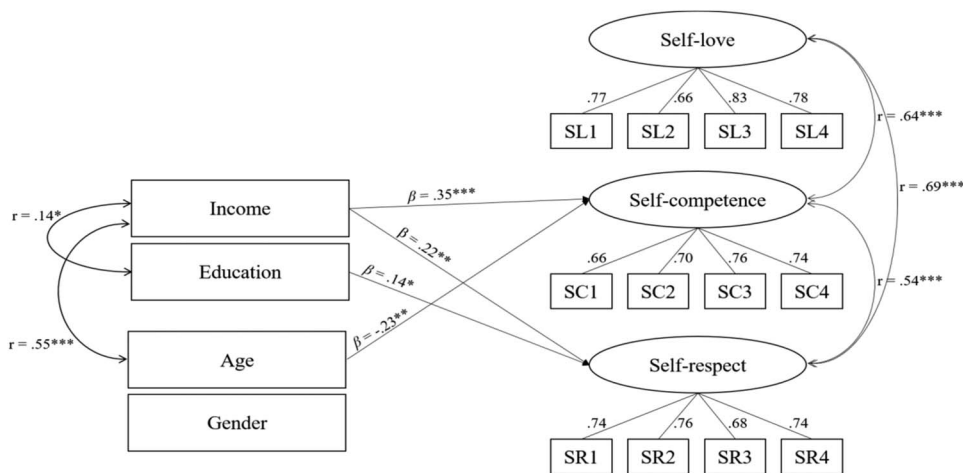 Self-love
.77
.66
.83
.78
SL1
SL2
SL3
SL4
r = .64***
r = .69***
Income
β = .35***
Self-competence
r = .14*
β = .22**
Education
.66
.70
.76
.74
β = .14*
SC1
SC2
SC3
SC4
r = .54***
β = -.23**
r = .55***
Age
Self-respect
Gender
.74
.76
.68
.74
SR1
SR2
SR3
SR4